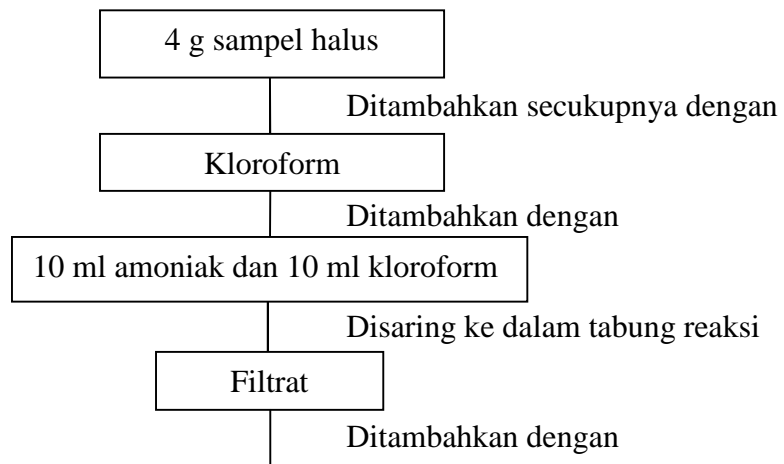 4 g sampel halus
Ditambahkan secukupnya dengan
Kloroform
Ditambahkan dengan
10 ml amoniak dan 10 ml kloroform
Disaring ke dalam tabung reaksi
Filtrat
Ditambahkan dengan